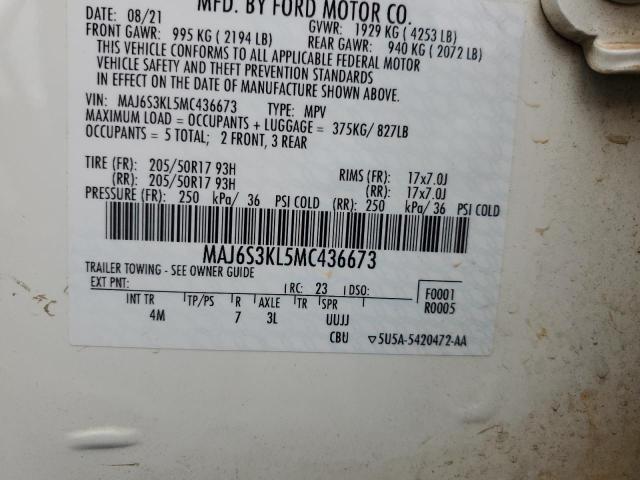 MFD. BY FORD MOTOR CO.
DATE: 08/21 GVWR: 1929 KG ( 4253 LB)
FRONT GAWR: 995 KG ( 2194 LB) REAR GAWR: 940 KG ( 2072 LB)
THIS VEHICLE CONFORMS TO ALL APPLICABLE FEDERAL MOTOR
VEHICLE SAFETY AND THEFT PREVENTION STANDARDS
IN EFFECT ON THE DATE OF MANUFACTURE SHOWN ABOVE.
VIN: MAJ6S3KL5MC436673 TYPE: MPV
MAXIMUM LOAD = OCCUPANTS + LUGGAGE = 375KG/ 827LB
OCCUPANTS = 5 TOTAL; 2 FRONT, 3 REAR
TIRE (FR): 205/50R17 93H RIMS (FR): 17x7.0J
(RR): 205/50R17 93H (RR): 17x7.0J
PRESSURE (FR): 250 kPa/ 36 PSI COLD (RR): 250 kPa/ 36 PSI COLD
MAJ6S3KL5MC436673
TRAILER TOWING - SEE OWNER GUIDE
EXT PNT: RC: 23 DSO: F0001
INT TR TP/PS R AXLE TR SPR R0005
4M 7 3L UUJJ
CBU ▽5U5A-5420472-AA